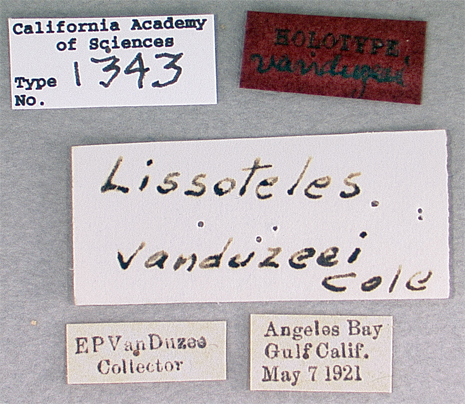 California Academy
of Sciences
Type
No. 1343
HOLOTYPE
vanduzeei
Lissoteles
vanduzeei
Cole
EPVanDuzee
Collector
Angeles Bay
Gulf Calif.
May 7 1921